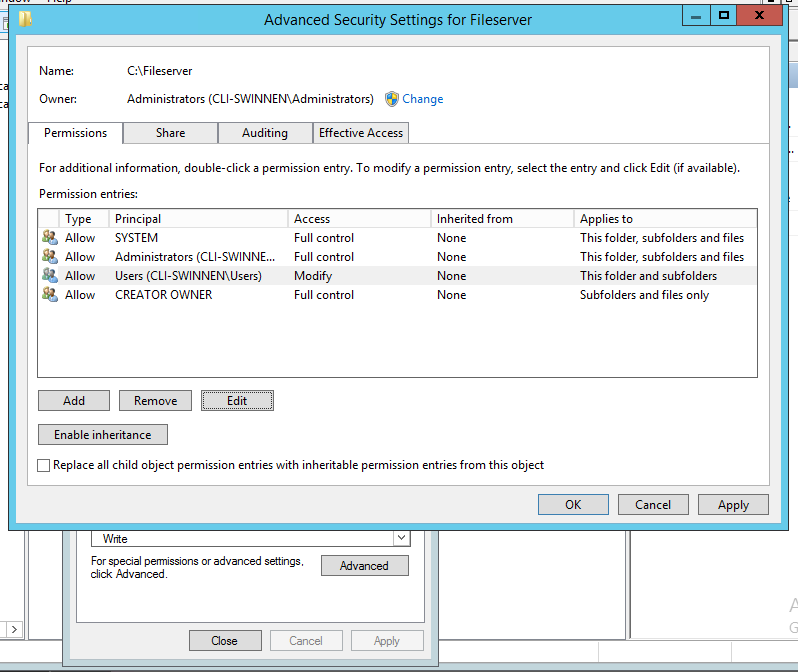 Help
Advanced Security Settings for Fileserver
Name: C:\Fileserver
Owner: Administrators (CLI-SWINNEN\Administrators) Change
Permissions Share Auditing Effective Access
For additional information, double-click a permission entry. To modify a permission entry, select the entry and click Edit (if available).
Permission entries:
Type Principal Access Inherited from Applies to
Allow SYSTEM Full control None This folder, subfolders and files
Allow Administrators (CLI-SWINNE... Full control None This folder, subfolders and files
Allow Users (CLI-SWINNEN\Users) Modify None This folder and subfolders
Allow CREATOR OWNER Full control None Subfolders and files only
Add Remove Edit
Enable inheritance
Replace all child object permission entries with inheritable permission entries from this object
OK Cancel Apply
Write
For special permissions or advanced settings,
click Advanced.
Advanced
Close Cancel Apply